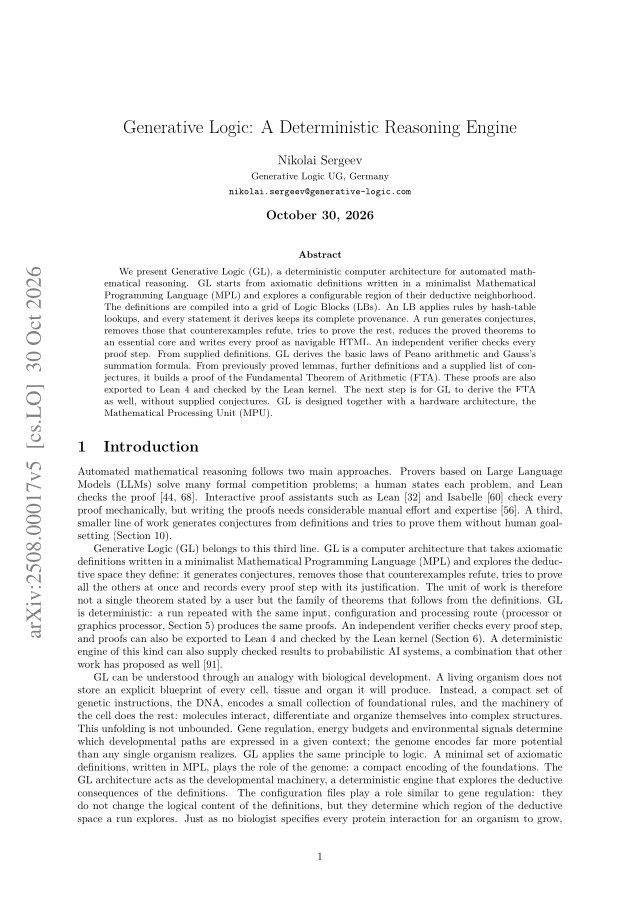 Generative Logic: A Deterministic Reasoning Engine
Nikolai Sergeev
Generative Logic UG, Germany
nikolai.sergeev@generative-logic.com
October 30, 2026
arXiv:2508.00017v5 [cs.LO] 30 Oct 2026
Abstract
We present Generative Logic (GL), a deterministic computer architecture for automated math-
ematical reasoning. GL starts from axiomatic definitions written in a minimalist Mathematical
Programming Language (MPL) and explores a configurable region of their deductive neighborhood.
The definitions are compiled into a grid of Logic Blocks (LBs). An LB applies rules by hash-table
lookups, and every statement it derives keeps its complete provenance. A run generates conjectures,
removes those that counterexamples refute, tries to prove the rest, reduces the proved theorems to
an essential core and writes every proof as navigable HTML. An independent verifier checks every
proof step. From supplied definitions, GL derives the basic laws of Peano arithmetic and Gauss's
summation formula. From previously proved lemmas, further definitions and a supplied list of con-
jectures, it builds a proof of the Fundamental Theorem of Arithmetic (FTA). These proofs are also
exported to Lean 4 and checked by the Lean kernel. The next step is for GL to derive the FTA
as well, without supplied conjectures. GL is designed together with a hardware architecture, the
Mathematical Processing Unit (MPU).
1 Introduction
Automated mathematical reasoning follows two main approaches. Provers based on Large Language
Models (LLMs) solve many formal competition problems; a human states each problem, and Lean
checks the proof [44, 68]. Interactive proof assistants such as Lean [32] and Isabelle [60] check every
proof mechanically, but writing the proofs needs considerable manual effort and expertise [56]. A third,
smaller line of work generates conjectures from definitions and tries to prove them without human goal-
setting (Section 10).
Generative Logic (GL) belongs to this third line. GL is a computer architecture that takes axiomatic
definitions written in a minimalist Mathematical Programming Language (MPL) and explores the deduc-
tive space they define: it generates conjectures, removes those that counterexamples refute, tries to prove
all the others at once and records every proof step with its justification. The unit of work is therefore
not a single theorem stated by a user but the family of theorems that follows from the definitions. GL
is deterministic: a run repeated with the same input, configuration and processing route (processor or
graphics processor, Section 5) produces the same proofs. An independent verifier checks every proof step,
and proofs can also be exported to Lean 4 and checked by the Lean kernel (Section 6). A deterministic
engine of this kind can also supply checked results to probabilistic AI systems, a combination that other
work has proposed as well [91].
GL can be understood through an analogy with biological development. A living organism does not
store an explicit blueprint of every cell, tissue and organ it will produce. Instead, a compact set of
genetic instructions, the DNA, encodes a small collection of foundational rules, and the machinery of
the cell does the rest: molecules interact, differentiate and organize themselves into complex structures.
This unfolding is not unbounded. Gene regulation, energy budgets and environmental signals determine
which developmental paths are expressed in a given context; the genome encodes far more potential
than any single organism realizes. GL applies the same principle to logic. A minimal set of axiomatic
definitions, written in MPL, plays the role of the genome: a compact encoding of the foundations. The
GL architecture acts as the developmental machinery, a deterministic engine that explores the deductive
consequences of the definitions. The configuration files play a role similar to gene regulation: they
do not change the logical content of the definitions, but they determine which region of the deductive
space a run explores. Just as no biologist specifies every protein interaction for an organism to grow,
1